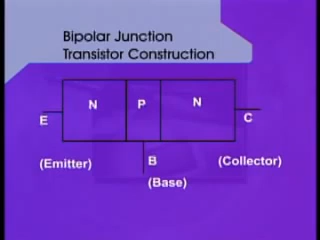 Bipolar Junction
Transistor Construction
N P N
E C
(Emitter) B (Collector)
(Base)